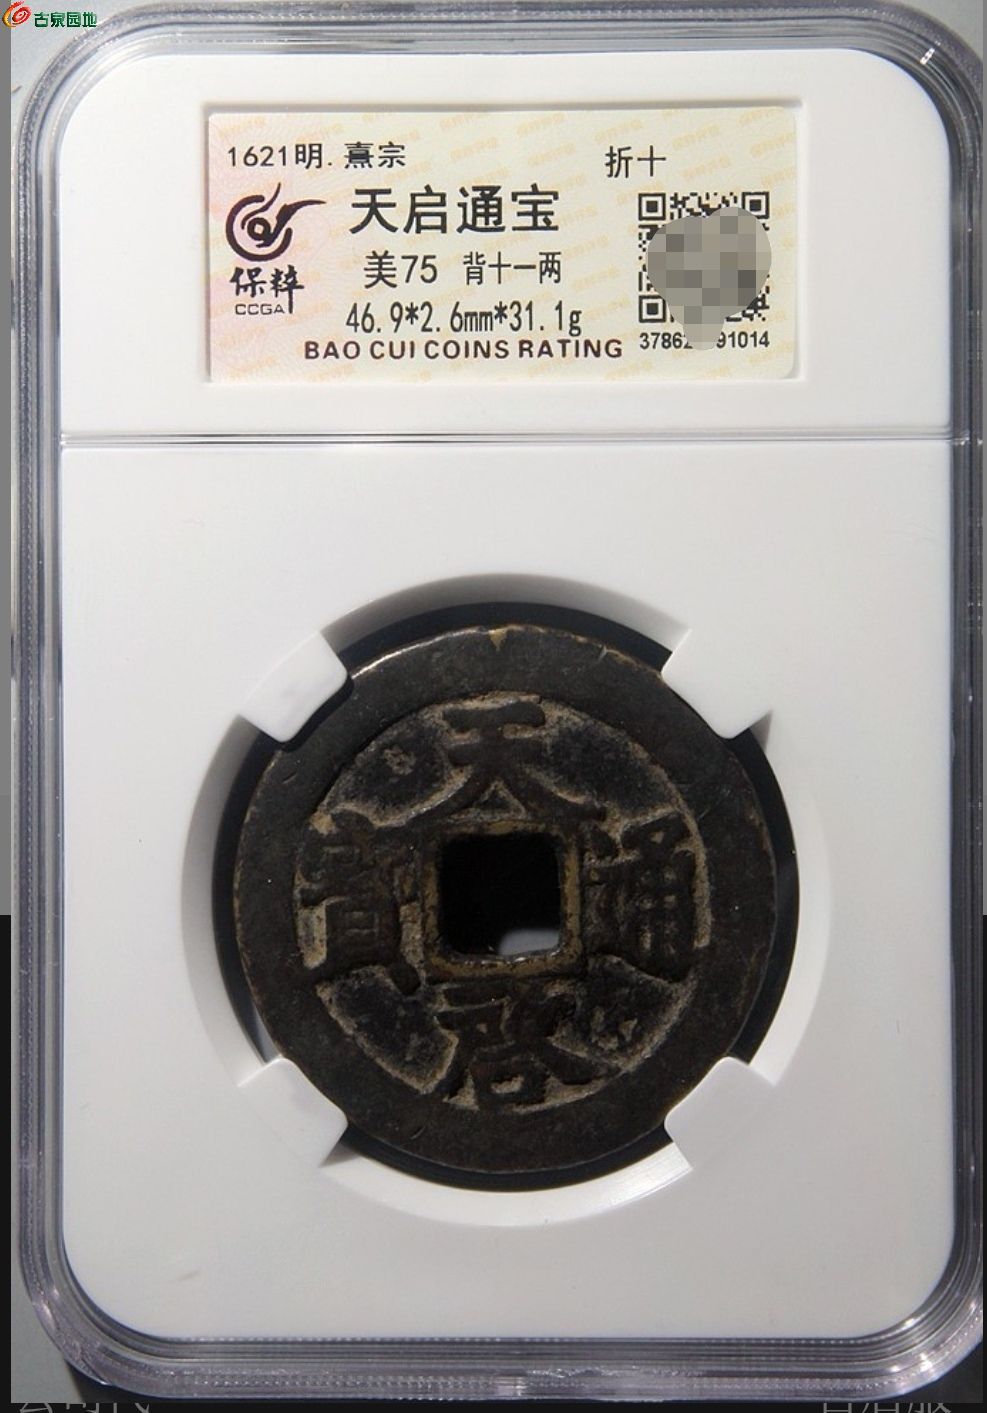 古泉园地
1621明.熹宗
折十
天启通宝
美75 背十一两
46.9*2.6mm*31.1g
保粹
CCGA
BAO CUI COINS RATING
天
寶 通
啓